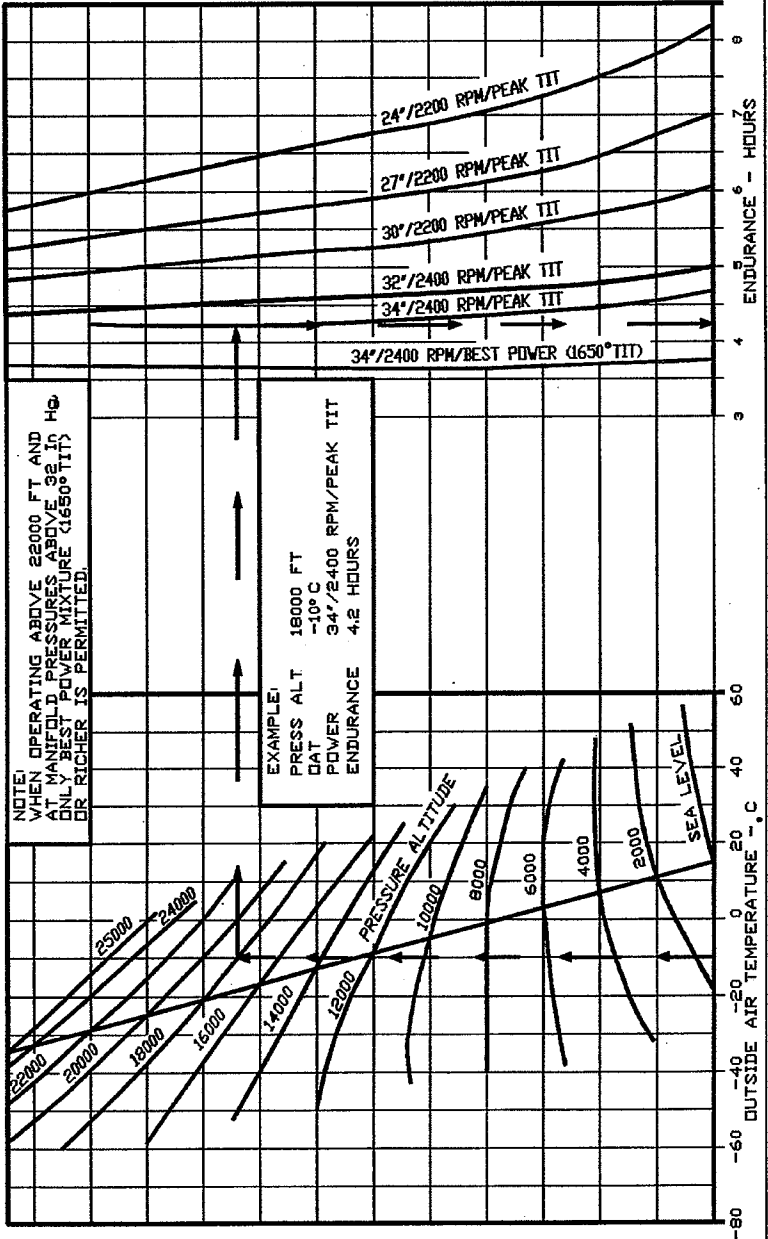 24"/2200 RPM/PEAK TIT
27"/2200 RPM/PEAK TIT
30"/2200 RPM/PEAK TIT
32"/2400 RPM/PEAK TIT
34"/2400 RPM/PEAK TIT
34"/2400 RPM/BEST POWER (1650°TIT)
8
7
6
5
4
3
ENDURANCE - HOURS
NOTE:
WHEN OPERATING ABOVE 22000 FT AND
AT MANIFOLD PRESSURES ABOVE 32 In Hg,
ONLY BEST POWER MIXTURE (1650°TIT)
OR RICHER IS PERMITTED.
EXAMPLE:
PRESS ALT 18000 FT
OAT -10°C
POWER 34"/2400 RPM/PEAK TIT
ENDURANCE 4.2 HOURS
25000
24000
22000
20000
18000
16000
14000
12000
PRESSURE ALTITUDE
10000
8000
6000
4000
2000
SEA LEVEL
60
40
20
0
-20
-40
-60
-80
OUTSIDE AIR TEMPERATURE -°C